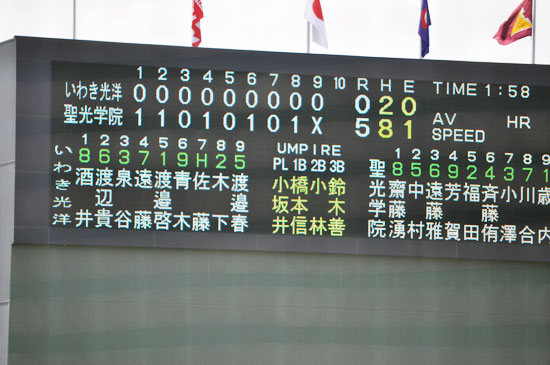 1 2 3 4 5 6 7 8 9 10 R H E TIME 1:58
いわき光洋 0 0 0 0 0 0 0 0 0 0 2 0
聖光学院 1 1 0 1 0 1 0 1 X 5 8 1
AV HR
SPEED
いわき光洋
1 2 3 4 5 6 7 8 9
8 6 3 7 1 9 H 2 5
酒井
渡辺貴
泉谷
遠藤
渡邉啓
青木
佐藤
木下
渡邉春
UMPIRE
PL 1B 2B 3B
小坂井
橋本信
小林
鈴木善
聖光学院
1 2 3 4 5 6 7 8 9
8 5 6 9 2 4 3 7 1
齋藤湧
中村
遠藤雅
芳賀
福田
斉藤侑
小澤
川合
歳内